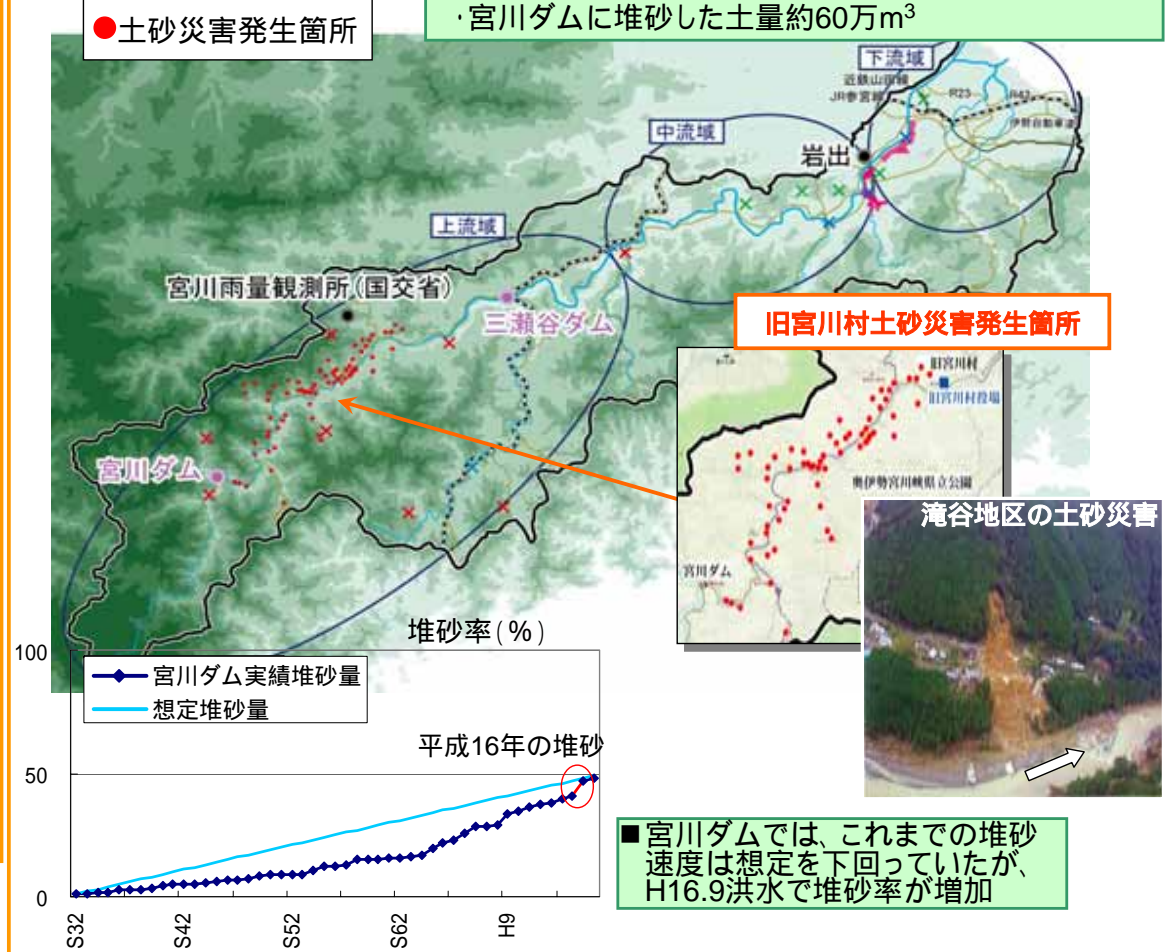 ・宮川ダムに堆砂した土量約60万m³
●土砂災害発生箇所
下流域
近鉄山田線
JR参宮線
R23
R42
伊勢自動車道
中流域
岩出
上流域
宮川雨量観測所(国交省)
三瀬谷ダム
宮川ダム
旧宮川村土砂災害発生箇所
旧宮川村
旧宮川村役場
奥伊勢宮川峡県立公園
宮川ダム
滝谷地区の土砂災害
堆砂率(%)
100
50
0
宮川ダム実績堆砂量
想定堆砂量
平成16年の堆砂
S32
S42
S52
S62
H9
■宮川ダムでは、これまでの堆砂
速度は想定を下回っていたが、
H16.9洪水で堆砂率が増加